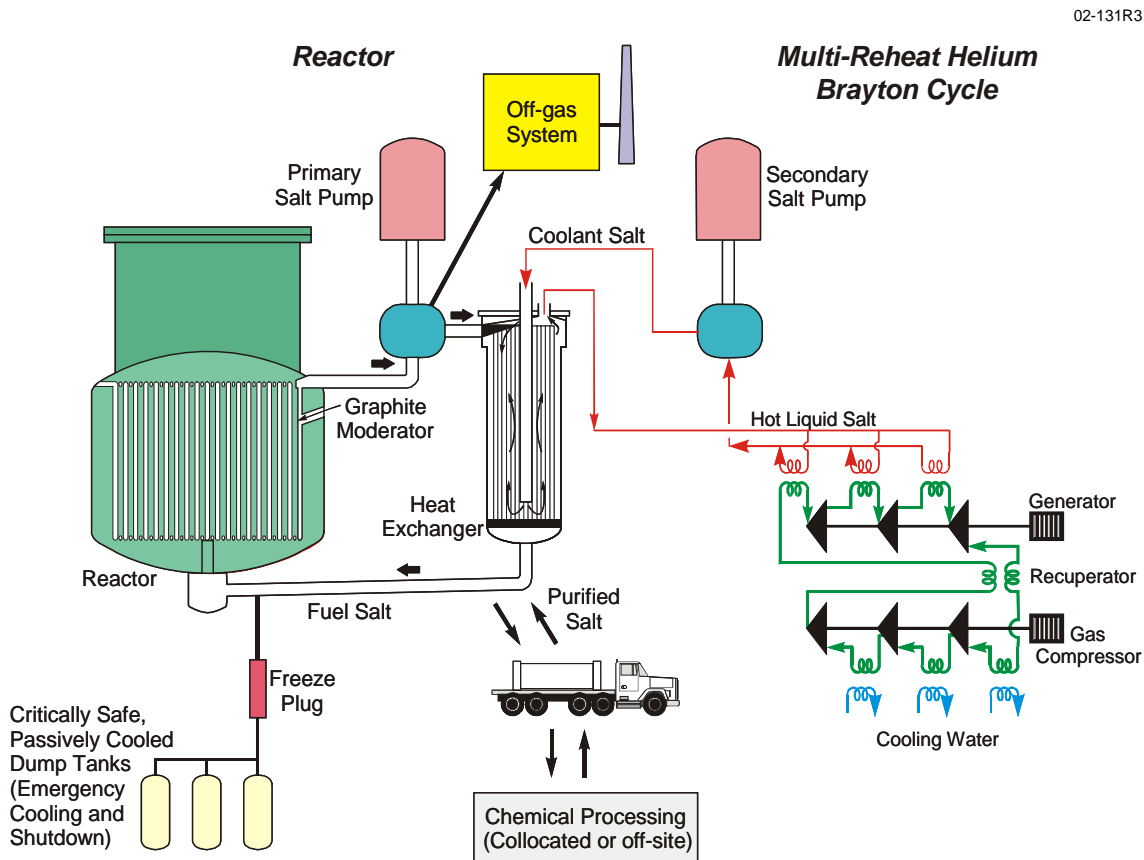 02-131R3
Reactor
Multi-Reheat Helium
Brayton Cycle
Off-gas
System
Primary
Salt Pump
Secondary
Salt Pump
Coolant Salt
Graphite
Moderator
Hot Liquid Salt
Heat
Exchanger
Generator
Reactor
Recuperator
Fuel Salt
Purified
Salt
Gas
Compressor
Freeze
Plug
Cooling Water
Critically Safe,
Passively Cooled
Dump Tanks
(Emergency
Cooling and
Shutdown)
Chemical Processing
(Collocated or off-site)